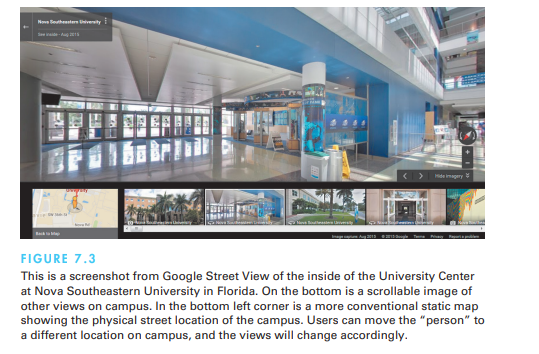 Nova Southeastern University
See inside - Aug 2013
Hide imagery
University
Back to Map
Nova Southeastern University
Nova Southeastern University
Nova Southeastern University
Nova Southeastern University
Image capture: Aug 2013 © 2013 Google Terms Privacy Report a problem
FIGURE 7.3
This is a screenshot from Google Street View of the inside of the University Center
at Nova Southeastern University in Florida. On the bottom is a scrollable image of
other views on campus. In the bottom left corner is a more conventional static map
showing the physical street location of the campus. Users can move the “person” to
a different location on campus, and the views will change accordingly.